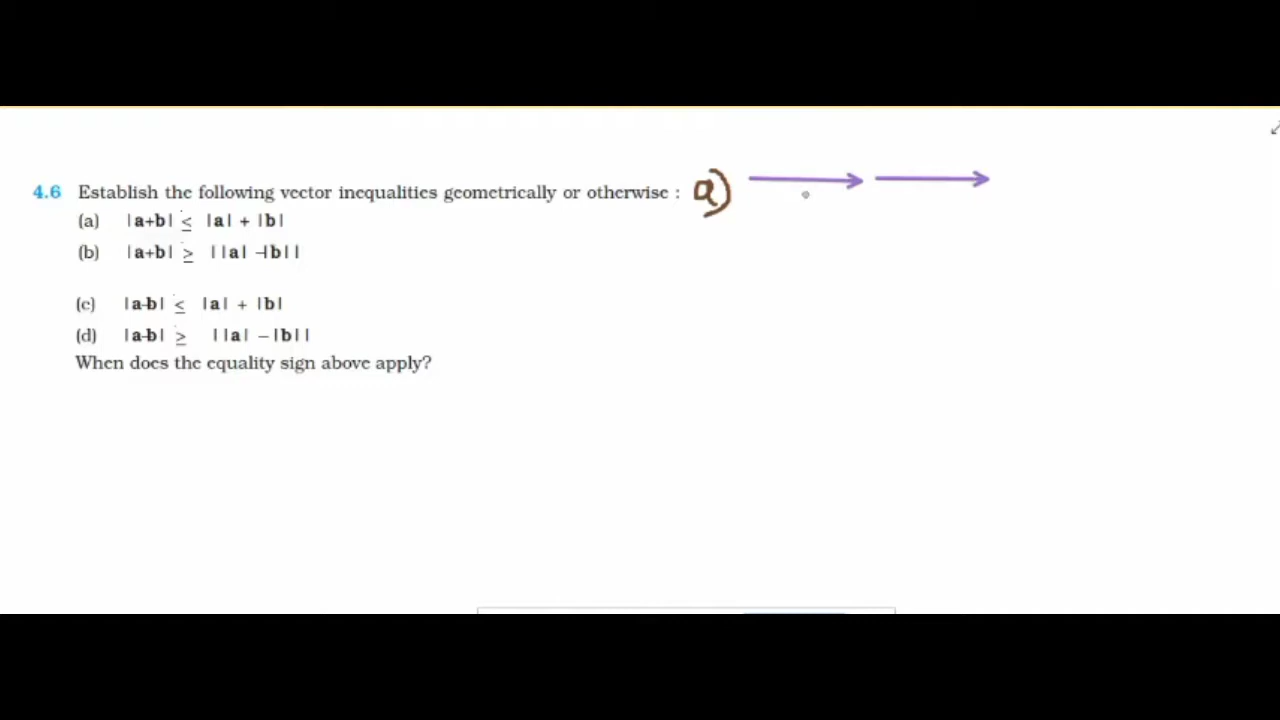 4.6 Establish the following vector inequalities geometrically or otherwise : a)
(a) |a+b| ≤ |a| + |b|
(b) |a+b| ≥ ||a| −|b||
(c) |a-b| ≤ |a| + |b|
(d) |a-b| ≥ ||a| − |b||
When does the equality sign above apply?